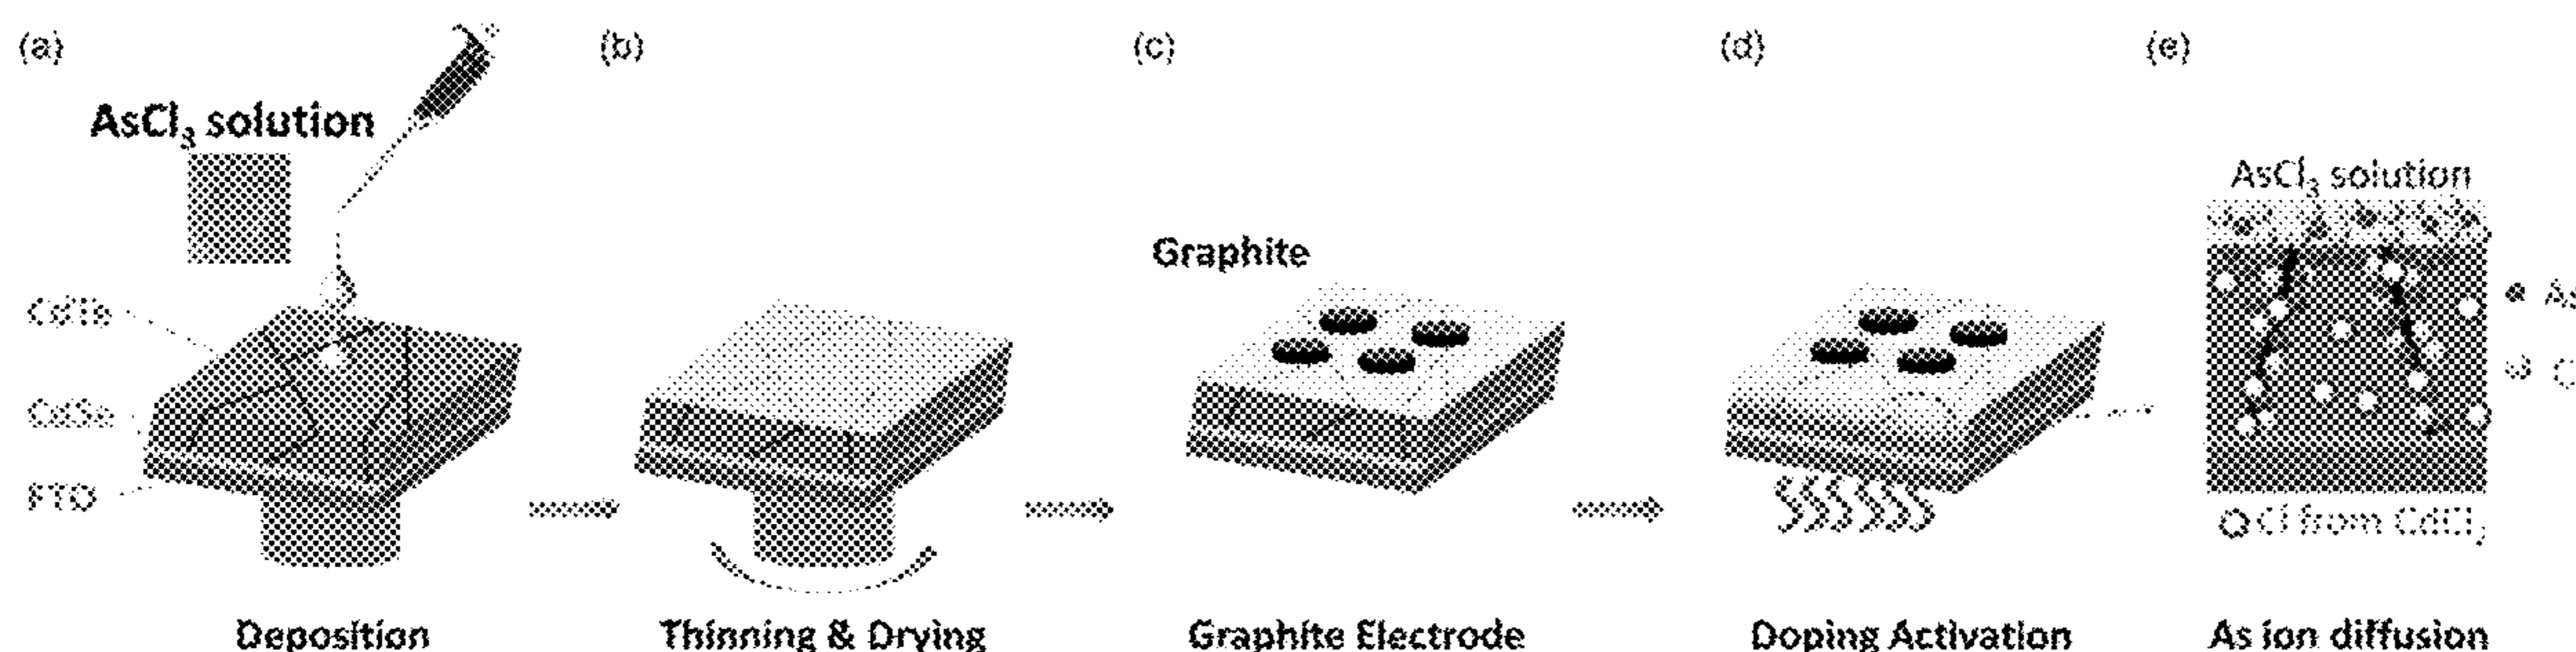 (a)
(b)
(c)
(d)
(e)
AsCl₃ solution
AsCl₃ solution
Graphite
CdTe
CdSe
FTO
As
C
Cl from CdCl₂
Deposition
Thinning & Drying
Graphite Electrode
Doping Activation
As ion diffusion